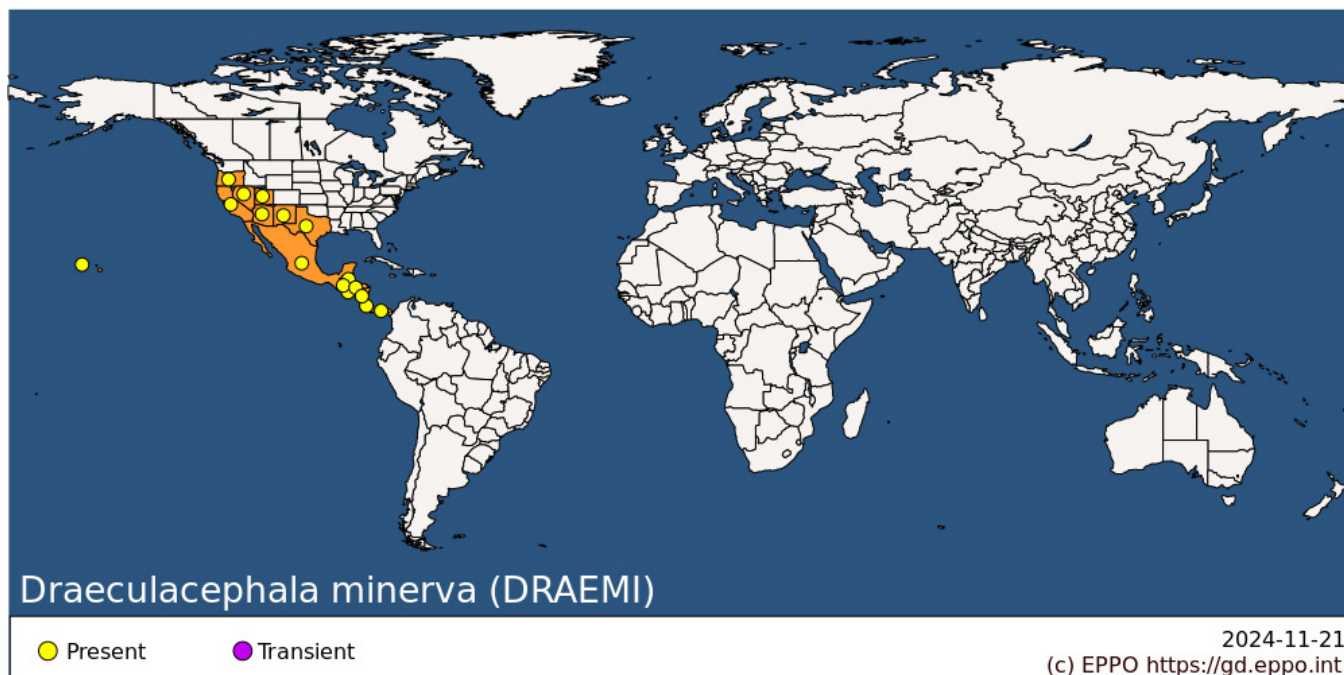 Draeculacephala minerva (DRAEMI)
Present
Transient
2024-11-21
(c) EPPO https://gd.eppo.int